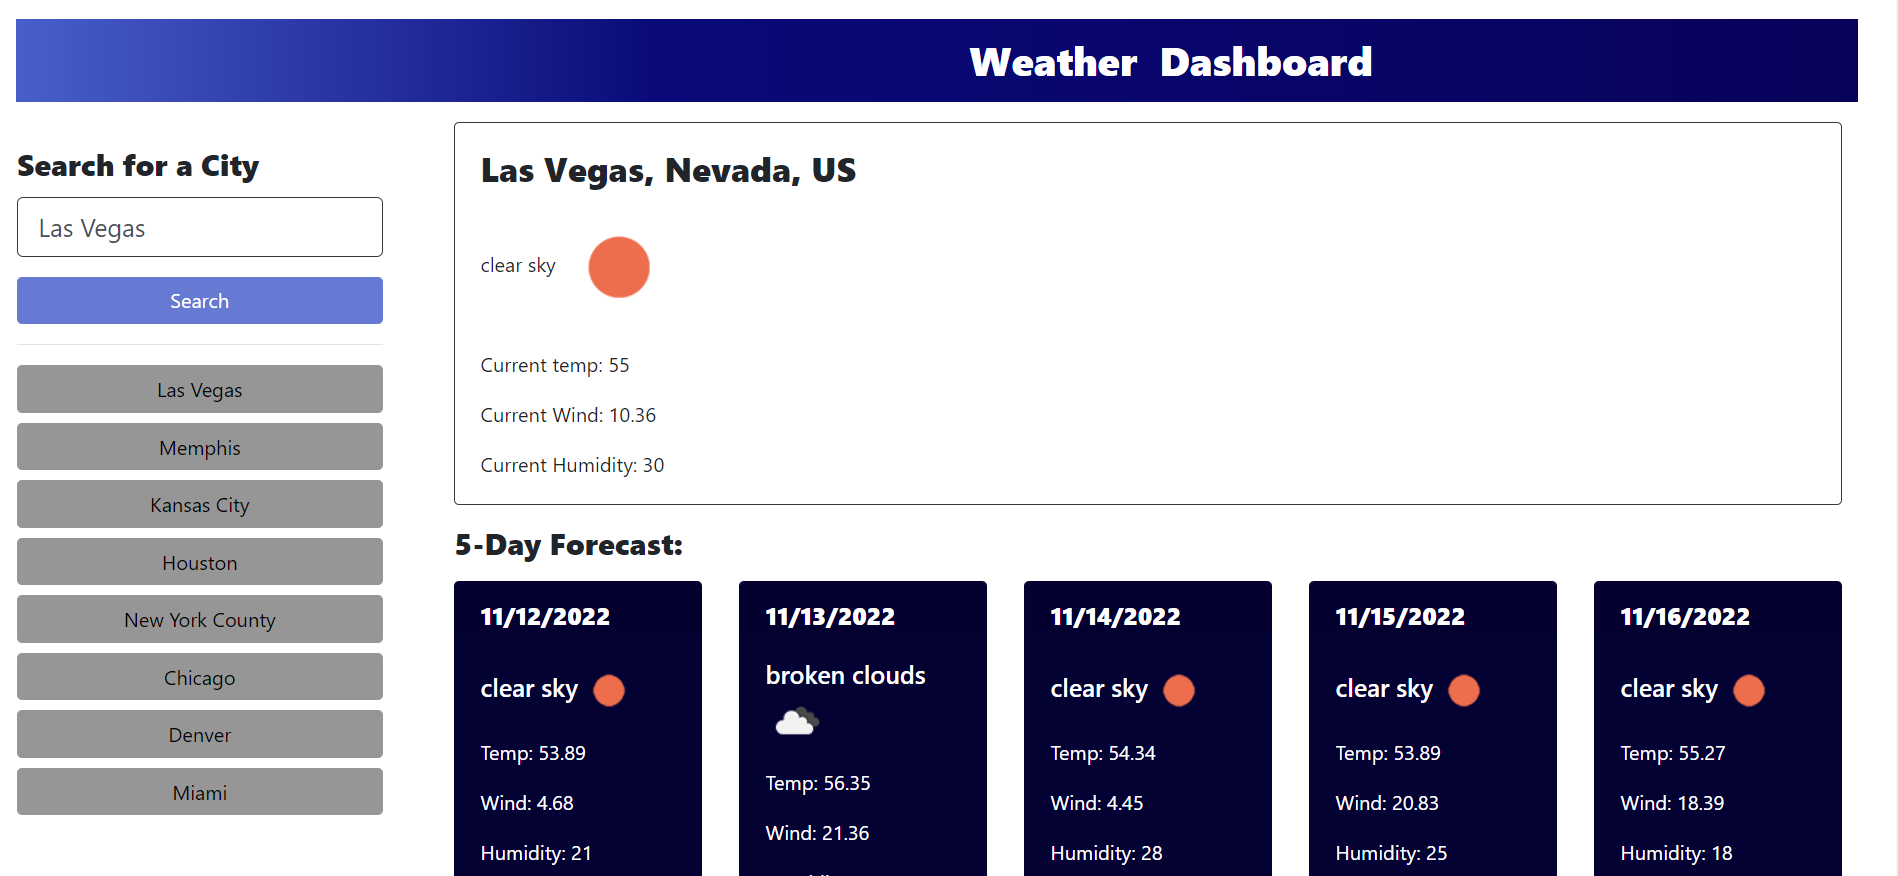 Weather Dashboard
Search for a City
Las Vegas
Search
Las Vegas
Memphis
Kansas City
Houston
New York County
Chicago
Denver
Miami
Las Vegas, Nevada, US
clear sky
Current temp: 55
Current Wind: 10.36
Current Humidity: 30
5-Day Forecast:
11/12/2022
clear sky
Temp: 53.89
Wind: 4.68
Humidity: 21
11/13/2022
broken clouds
Temp: 56.35
Wind: 21.36
11/14/2022
clear sky
Temp: 54.34
Wind: 4.45
Humidity: 28
11/15/2022
clear sky
Temp: 53.89
Wind: 20.83
Humidity: 25
11/16/2022
clear sky
Temp: 55.27
Wind: 18.39
Humidity: 18